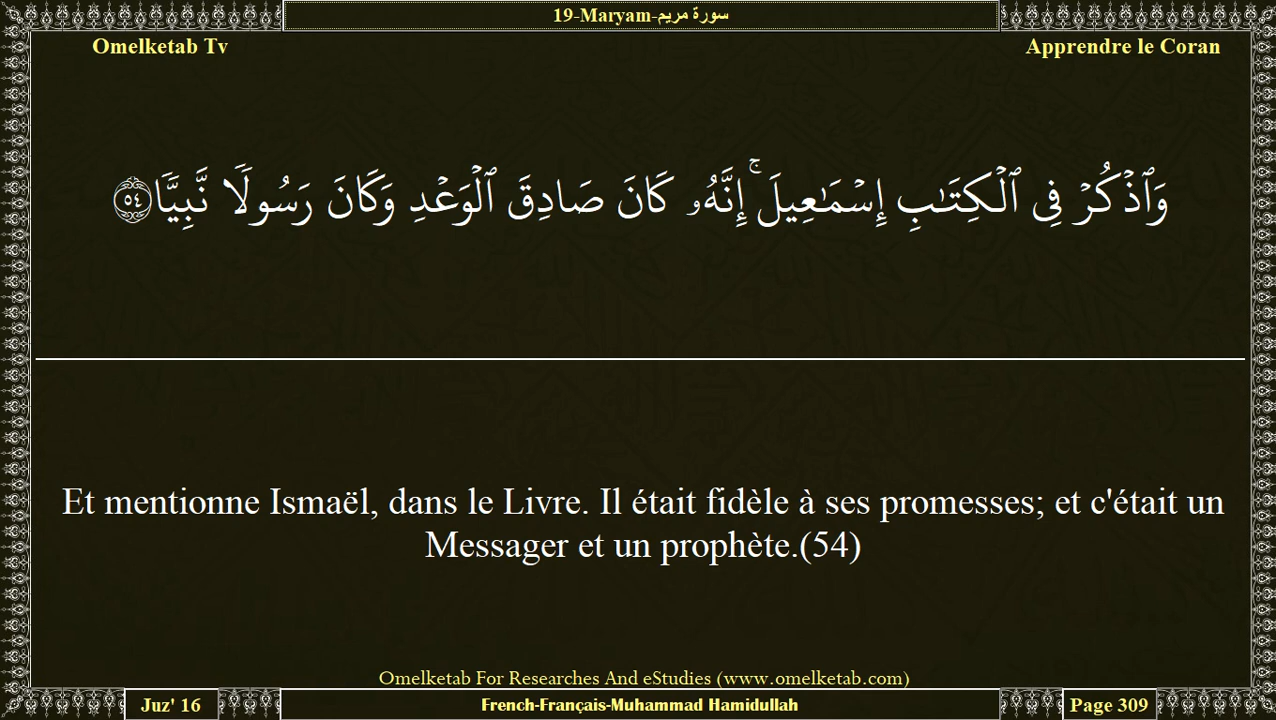 19-Maryam-سورة مريم
Omelketab Tv
Apprendre le Coran
وَٱذۡكُرۡ فِي ٱلۡكِتَٰبِ إِسۡمَٰعِيلَۚ إِنَّهُۥ كَانَ صَادِقَ ٱلۡوَعۡدِ وَكَانَ رَسُولٗا نَّبِيّٗا ٥٤
Et mentionne Ismaël, dans le Livre. Il était fidèle à ses promesses; et c'était un
Messager et un prophète.(54)
Omelketab For Researches And eStudies (www.omelketab.com)
Juz' 16
French-Français-Muhammad Hamidullah
Page 309